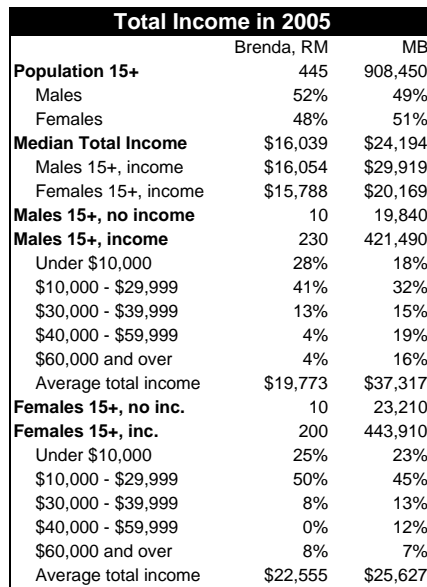 Total Income in 2005
Brenda, RM MB
Population 15+ 445 908,450
Males 52% 49%
Females 48% 51%
Median Total Income $16,039 $24,194
Males 15+, income $16,054 $29,919
Females 15+, income $15,788 $20,169
Males 15+, no income 10 19,840
Males 15+, income 230 421,490
Under $10,000 28% 18%
$10,000 - $29,999 41% 32%
$30,000 - $39,999 13% 15%
$40,000 - $59,999 4% 19%
$60,000 and over 4% 16%
Average total income $19,773 $37,317
Females 15+, no inc. 10 23,210
Females 15+, inc. 200 443,910
Under $10,000 25% 23%
$10,000 - $29,999 50% 45%
$30,000 - $39,999 8% 13%
$40,000 - $59,999 0% 12%
$60,000 and over 8% 7%
Average total income $22,555 $25,627